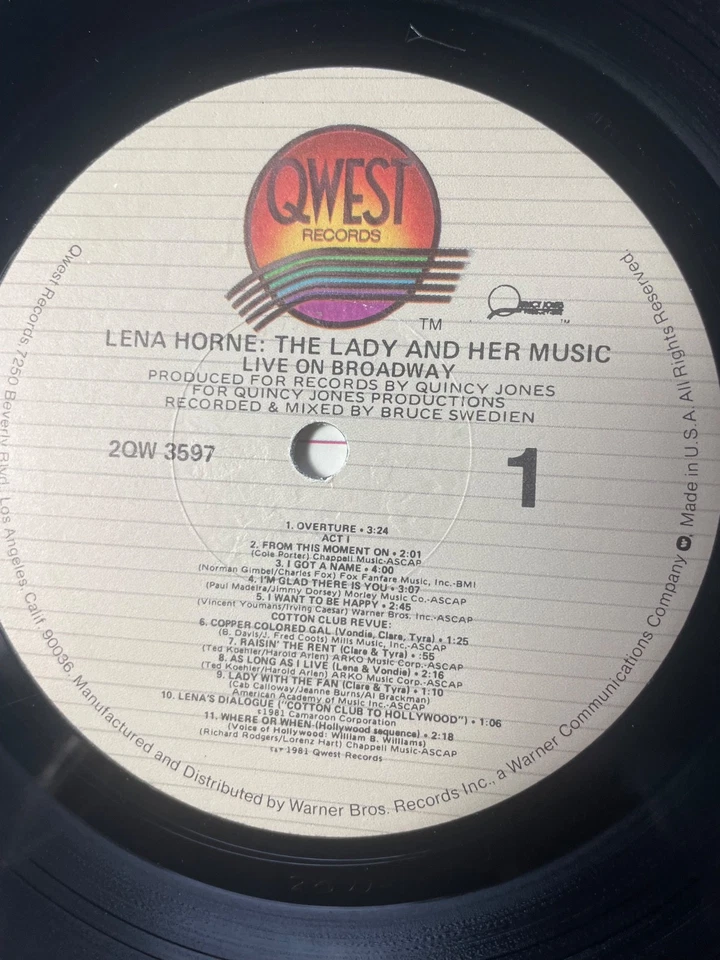 QWEST
RECORDS
TM
QUINCY JONES
PRODUCTIONS
TM
LENA HORNE: THE LADY AND HER MUSIC
LIVE ON BROADWAY
PRODUCED FOR RECORDS BY QUINCY JONES
FOR QUINCY JONES PRODUCTIONS
RECORDED & MIXED BY BRUCE SWEDIEN
2QW 3597
1
1. OVERTURE • 3:24
ACT I
2. FROM THIS MOMENT ON • 2:01
(Cole Porter) Chappell Music-ASCAP
3. I GOT A NAME • 4:00
(Norman Gimbel/Charles Fox) Fox Fanfare Music, Inc.-BMI
4. I'M GLAD THERE IS YOU • 3:07
(Paul Madeira/Jimmy Dorsey) Morley Music Co.-ASCAP
5. I WANT TO BE HAPPY • 2:45
(Vincent Youmans/Irving Caesar) Warner Bros. Inc.-ASCAP
COTTON CLUB REVUE:
6. COPPER COLORED GAL (Vondie, Clare, Tyra) • 1:25
(B. Davis/J. Fred Coots) Mills Music, Inc.-ASCAP
7. RAISIN' THE RENT (Clare & Tyra) • :55
(Ted Koehler/Harold Arlen) ARKO Music Corp.-ASCAP
8. AS LONG AS I LIVE (Lena & Vondie) • 2:16
(Ted Koehler/Harold Arlen) ARKO Music Corp.-ASCAP
9. LADY WITH THE FAN (Clare & Tyra) • 1:10
(Cab Calloway/Jeanne Burns/Al Brackman)
American Academy of Music Inc.-ASCAP
10. LENA'S DIALOGUE ("COTTON CLUB TO HOLLYWOOD") • 1:06
©1981 Camaroon Corporation
11. WHERE OR WHEN (Hollywood sequence) • 2:18
(Voice of Hollywood: William B. Williams)
(Richard Rodgers/Lorenz Hart) Chappell Music-ASCAP
1981 Qwest Records
Qwest Records, 7250 Beverly Blvd., Los Angeles, Calif. 90036. Manufactured and Distributed by Warner Bros. Records Inc., a Warner Communications Company, Made in U.S.A. All Rights Reserved.